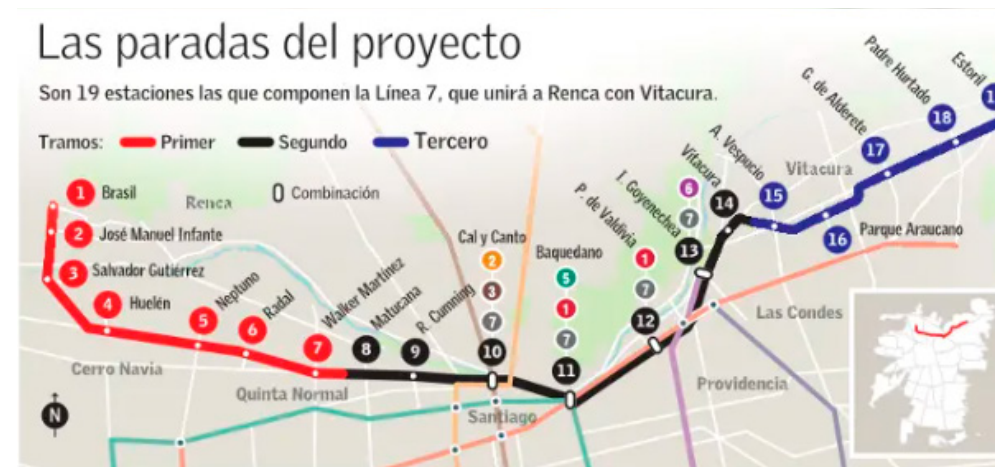 Las paradas del proyecto
Son 19 estaciones las que componen la Línea 7, que unirá a Renca con Vitacura.
Tramos: Primer Segundo Tercero
Combinación
1 Brasil
Renca
2 José Manuel Infante
3 Salvador Gutiérrez
4 Huelén
5 Neptuno
6 Radal
7 Walker Martínez
8 Matucana
9 R. Cumning
Cal y Canto
2
3
7
10
Baquedano
5
1
7
11
P. de Valdivia
1
7
12
I. Goyenechea
6
7
13
Vitacura
14
A. Vespucio
15
Vitacura
16 Parque Araucano
G. de Alderete
17
Padre Hurtado
18
Estoril
Las Condes
Cerro Navia
Quinta Normal
Providencia
Santiago
N